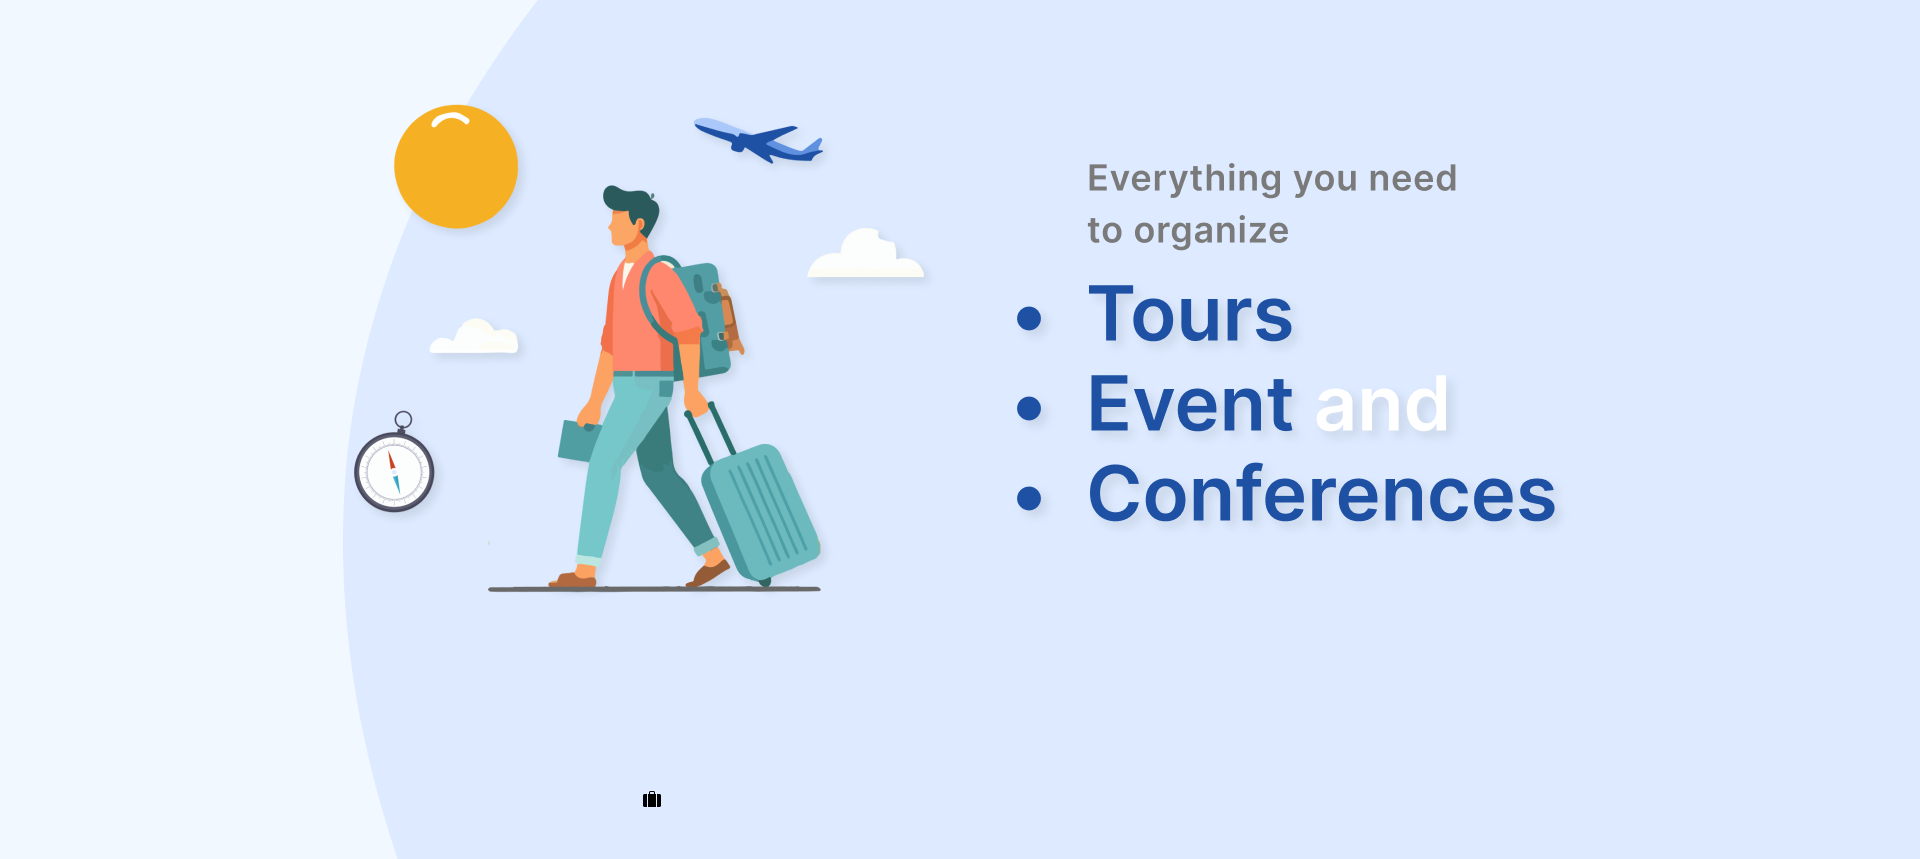 Everything you need
to organize
• Tours
• Event and
• Conferences